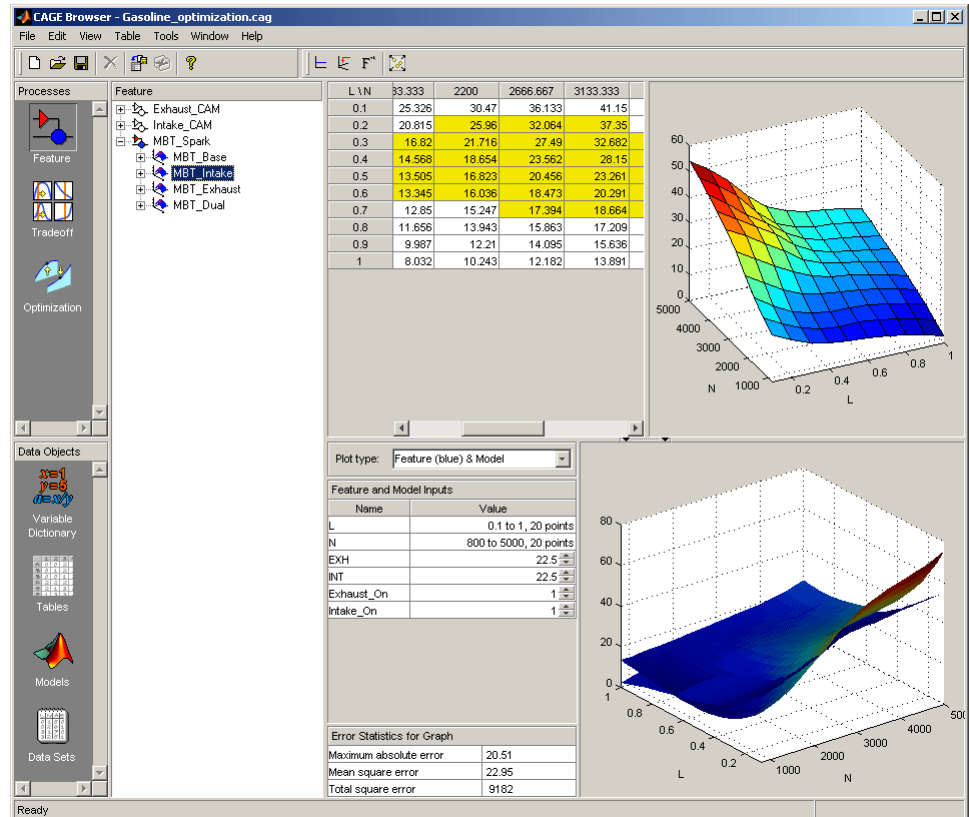 CAGE Browser - Gasoline_optimization.cag
File Edit View Table Tools Window Help
Processes
Feature
Tradeoff
Optimization
Feature
Exhaust_CAM
Intake_CAM
MBT_Spark
MBT_Base
MBT_Intake
MBT_Exhaust
MBT_Dual
L \ N 33.333 2200 2666.667 3133.333
0.1 25.326 30.47 36.133 41.15
0.2 20.815 25.96 32.064 37.35
0.3 16.82 21.716 27.49 32.682
0.4 14.568 18.654 23.562 28.15
0.5 13.505 16.823 20.456 23.261
0.6 13.345 16.036 18.473 20.291
0.7 12.85 15.247 17.394 18.664
0.8 11.656 13.943 15.863 17.209
0.9 9.987 12.21 14.095 15.636
1 8.032 10.243 12.182 13.891
60
50
40
30
20
10
0
5000
4000
3000
2000
1000
N
0.2
0.4
0.6
0.8
1
L
Data Objects
x=1
y=5
a=x/y
Variable
Dictionary
Tables
Models
Data Sets
Plot type: Feature (blue) & Model
Feature and Model Inputs
Name Value
L 0.1 to 1, 20 points
N 800 to 5000, 20 points
EXH 22.5
INT 22.5
Exhaust_On 1
Intake_On 1
Error Statistics for Graph
Maximum absolute error 20.51
Mean square error 22.95
Total square error 9182
80
60
40
20
0
1
0.8
0.6
0.4
0.2
L
1000
2000
3000
4000
500
N
Ready